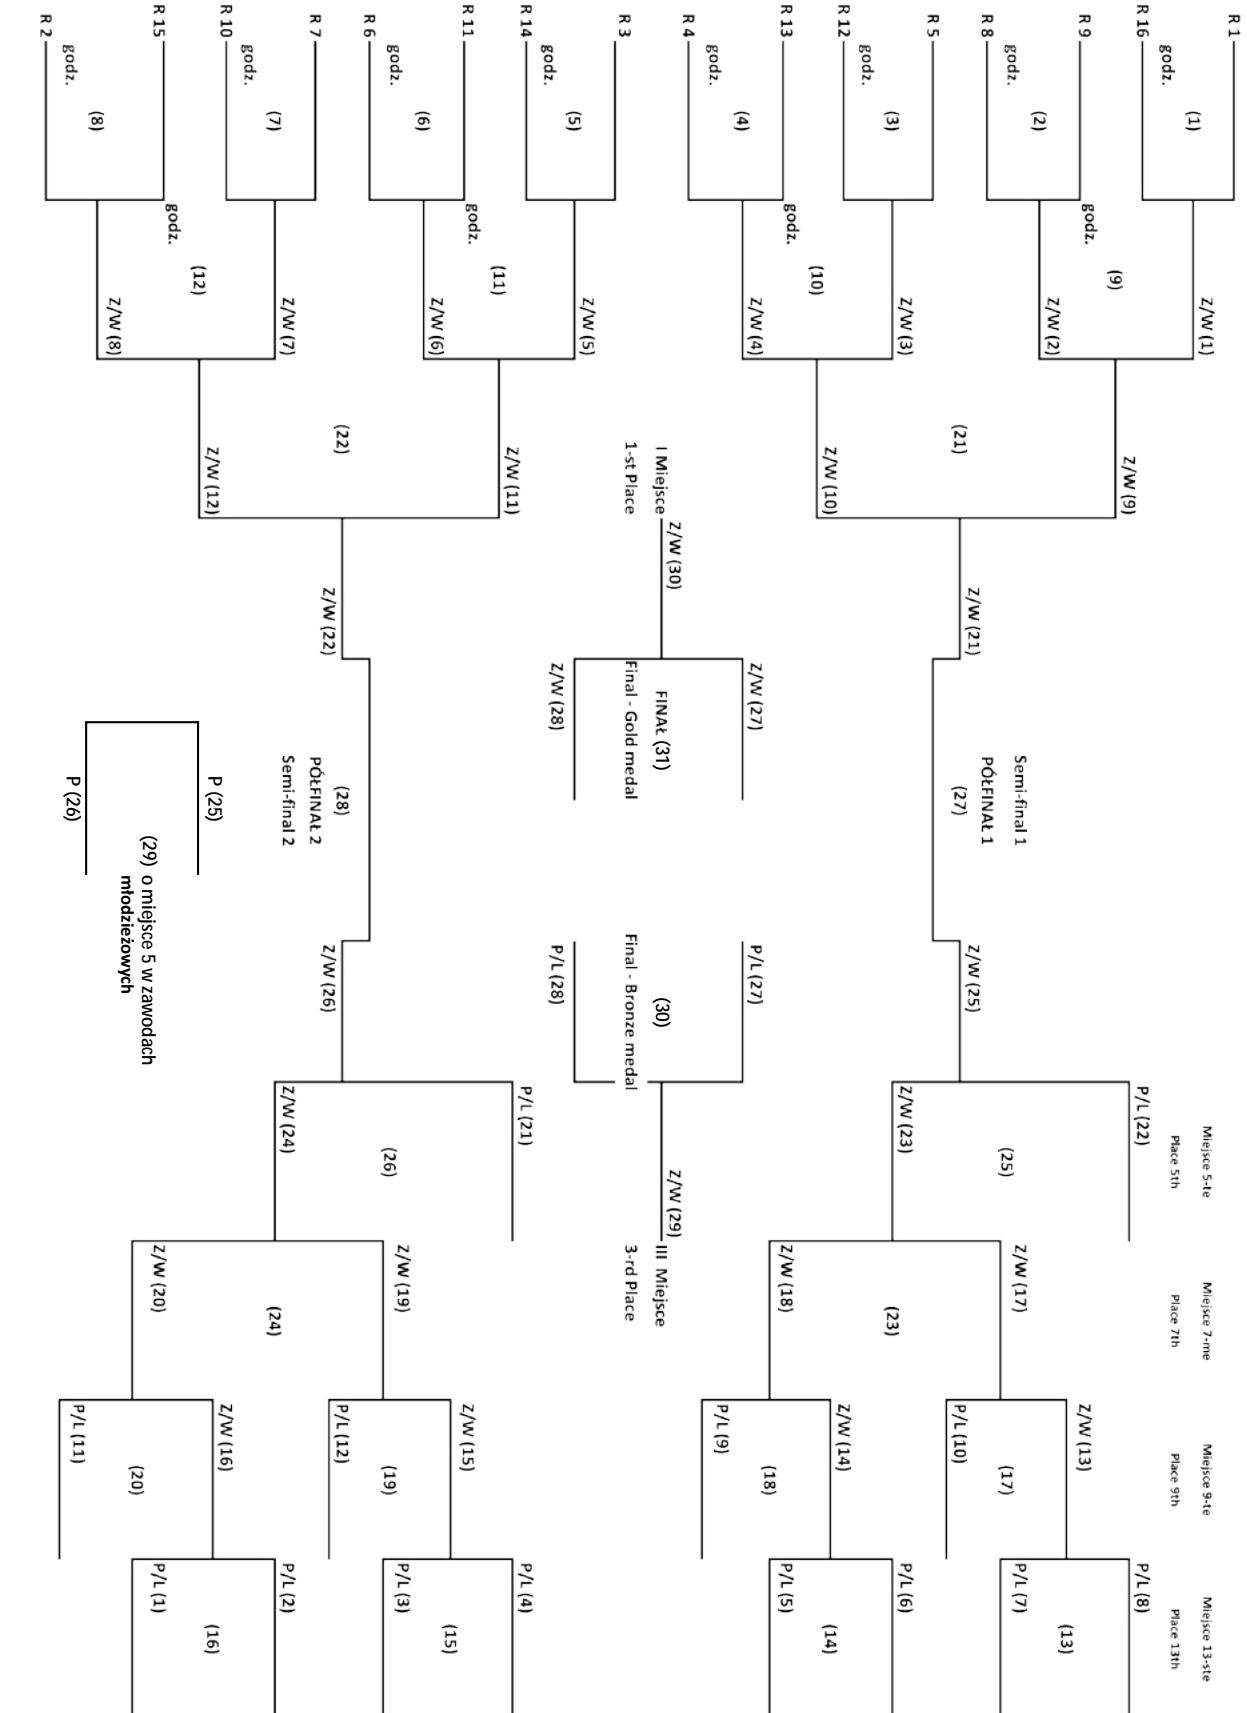 R 1
(1)
godz.
R 16
R 9
(2)
godz.
R 8
R 5
(3)
godz.
R 12
R 13
(4)
godz.
R 4
R 3
(5)
godz.
R 14
R 11
(6)
godz.
R 6
R 7
(7)
godz.
R 10
R 15
(8)
godz.
R 2
Z/W (1)
(9)
godz.
Z/W (2)
Z/W (3)
(10)
godz.
Z/W (4)
Z/W (5)
(11)
godz.
Z/W (6)
Z/W (7)
(12)
godz.
Z/W (8)
Z/W (9)
(21)
Z/W (10)
Z/W (11)
(22)
Z/W (12)
Z/W (21)
Semi-final 1
PÓŁFINAŁ 1
(27)
Z/W (22)
(28)
PÓŁFINAŁ 2
Semi-final 2
Z/W (30)
I Miejsce
1-st Place
Z/W (27)
FINAŁ (31)
Final - Gold medal
Z/W (28)
P (25)
(29) o miejsce 5 w zawodach
młodzieżowych
P (26)
P/L (27)
(30)
Final - Bronze medal
P/L (28)
Z/W (29)
III Miejsce
3-rd Place
Z/W (25)
Z/W (26)
Miejsce 5-te
Place 5th
P/L (22)
(25)
Z/W (23)
P/L (21)
(26)
Z/W (24)
Miejsce 7-me
Place 7th
Z/W (17)
(23)
Z/W (18)
Z/W (19)
(24)
Z/W (20)
Miejsce 9-te
Place 9th
Z/W (13)
(17)
P/L (10)
Z/W (14)
(18)
P/L (9)
Z/W (15)
(19)
P/L (12)
Z/W (16)
(20)
P/L (11)
Miejsce 13-ste
Place 13th
P/L (8)
(13)
P/L (7)
P/L (6)
(14)
P/L (5)
P/L (4)
(15)
P/L (3)
P/L (2)
(16)
P/L (1)